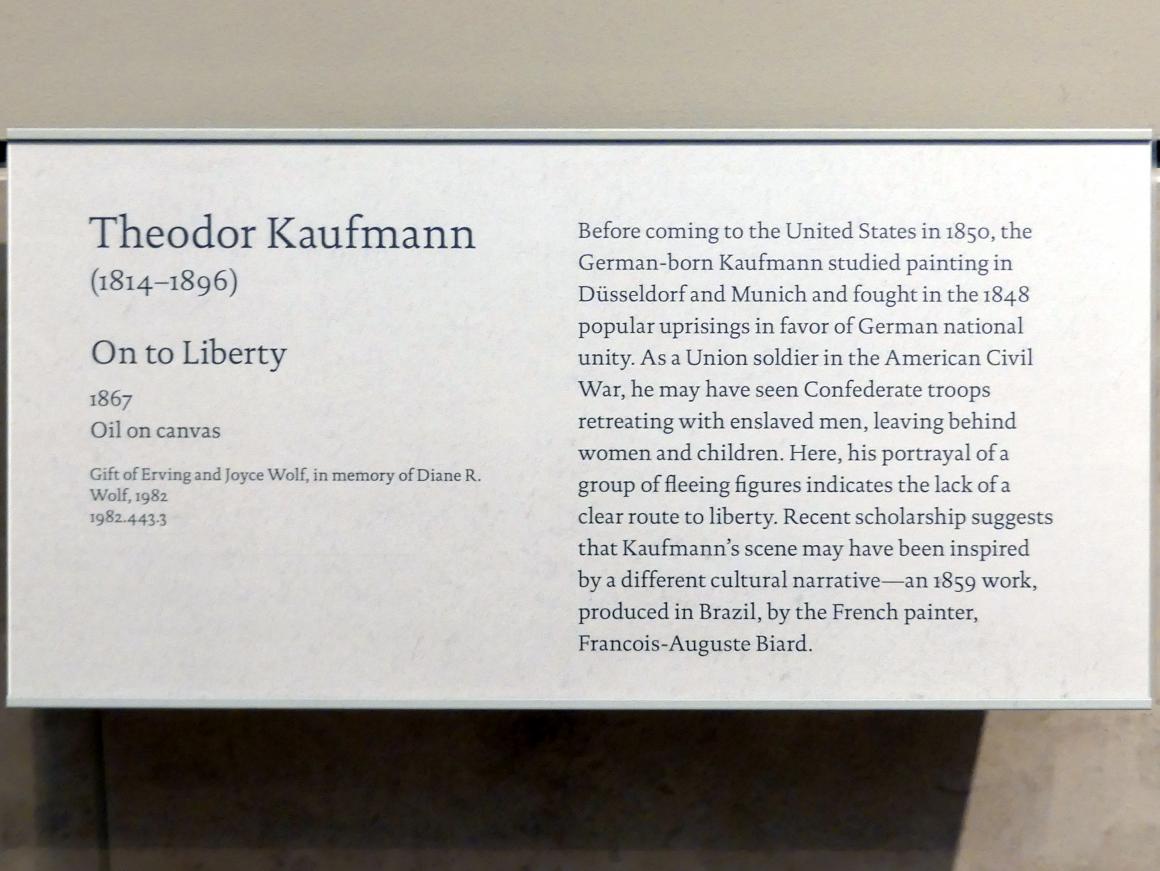 Theodor Kaufmann
(1814–1896)
On to Liberty
1867
Oil on canvas
Gift of Erving and Joyce Wolf, in memory of Diane R.
Wolf, 1982
1982.443.3
Before coming to the United States in 1850, the
German-born Kaufmann studied painting in
Düsseldorf and Munich and fought in the 1848
popular uprisings in favor of German national
unity. As a Union soldier in the American Civil
War, he may have seen Confederate troops
retreating with enslaved men, leaving behind
women and children. Here, his portrayal of a
group of fleeing figures indicates the lack of a
clear route to liberty. Recent scholarship suggests
that Kaufmann’s scene may have been inspired
by a different cultural narrative—an 1859 work,
produced in Brazil, by the French painter,
Francois-Auguste Biard.